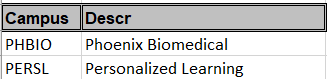 Campus Descr
PHBIO Phoenix Biomedical
PERSL Personalized Learning